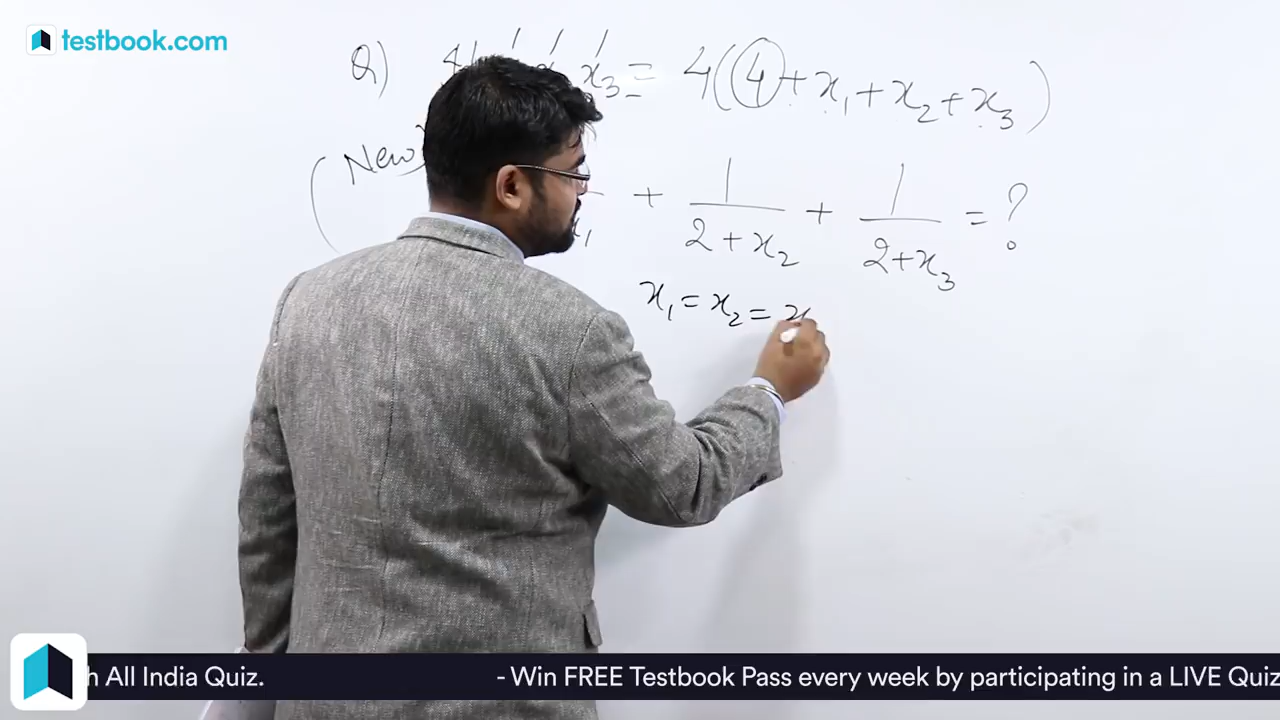 testbook.com
Q)
x₃ = 4(4 + x₁ + x₂ + x₃)
(New)
+ 1/(2+x₂) + 1/(2+x₃) = ?
x₁ = x₂ = x
All India Quiz. - Win FREE Testbook Pass every week by participating in a LIVE Quiz